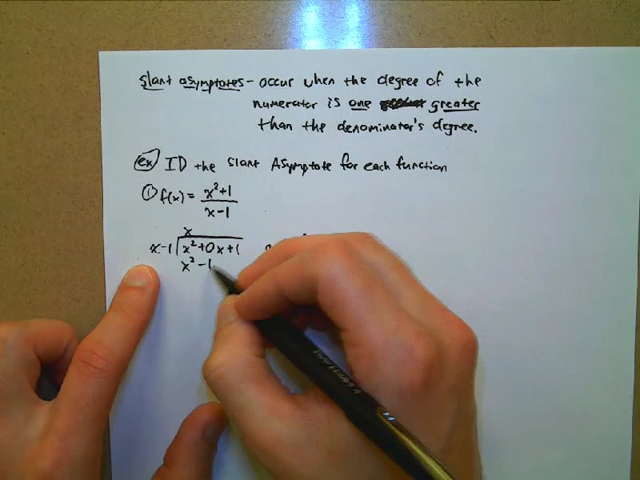 slant asymptotes - occur when the degree of the
numerator is one greater
than the denominator's degree.
ex ID the Slant Asymptote for each function
① f(x) = x²+1
x-1
x
x-1 x²+0x+1
x²-1